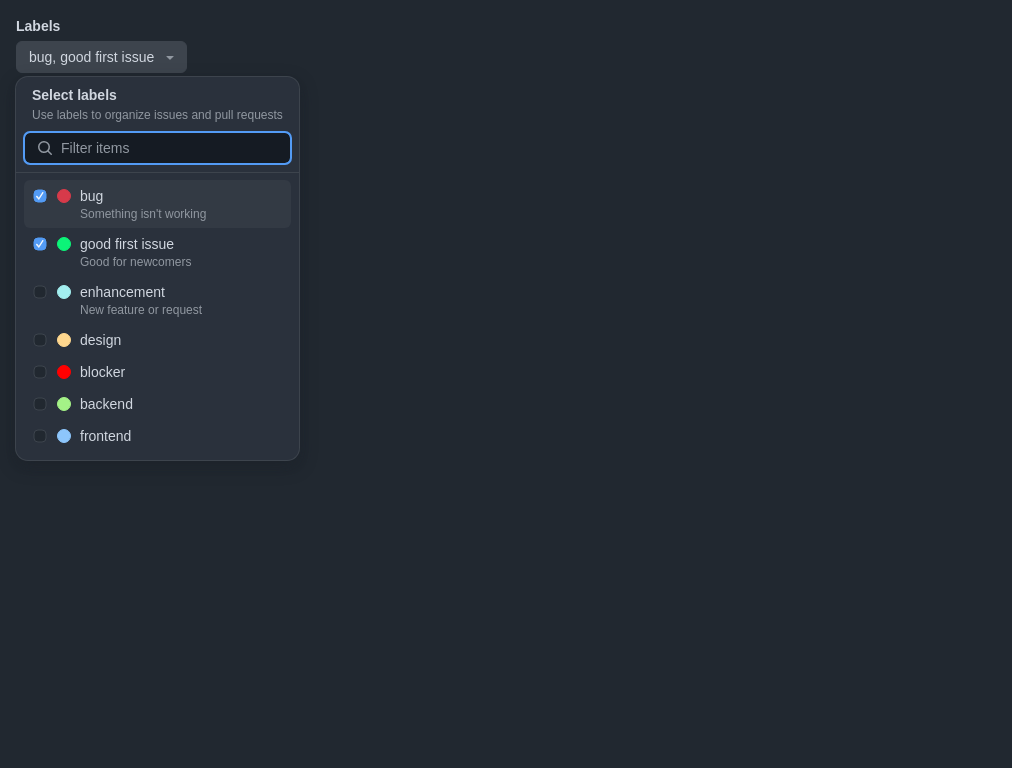 Labels
bug, good first issue
Select labels
Use labels to organize issues and pull requests
Filter items
bug
Something isn't working
good first issue
Good for newcomers
enhancement
New feature or request
design
blocker
backend
frontend